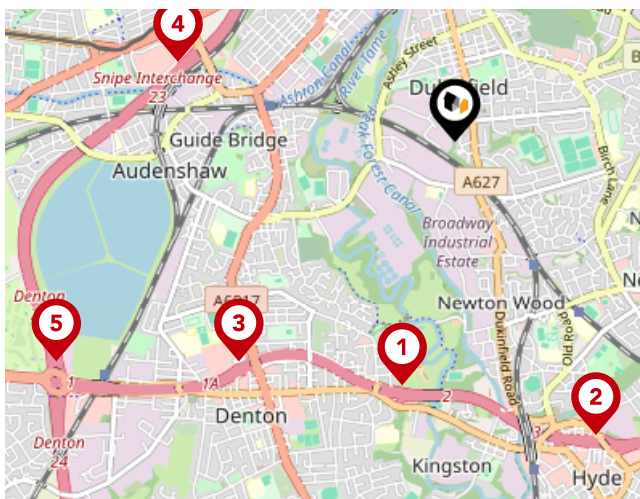 4
Snipe Interchange
23
Ashton Canal
River Tame
Astley Street
Peak Forest Canal
Guide Bridge
Audenshaw
A627
Birch Lane
Broadway
Industrial
Estate
Denton
5
3
1
Newton Wood
Dukinfield Road
Old Road
1
1A
2
2
3
Denton
24
Denton
Kingston
Hyde